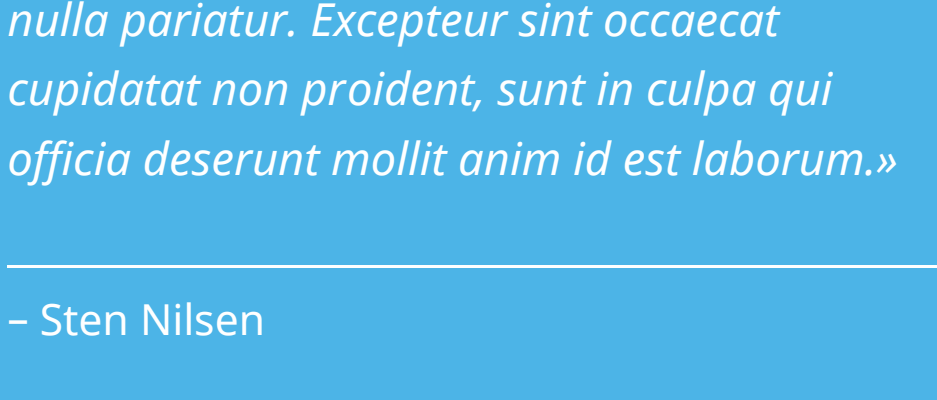 nulla pariatur. Excepteur sint occaecat
cupidatat non proident, sunt in culpa qui
officia deserunt mollit anim id est laborum.»
– Sten Nilsen